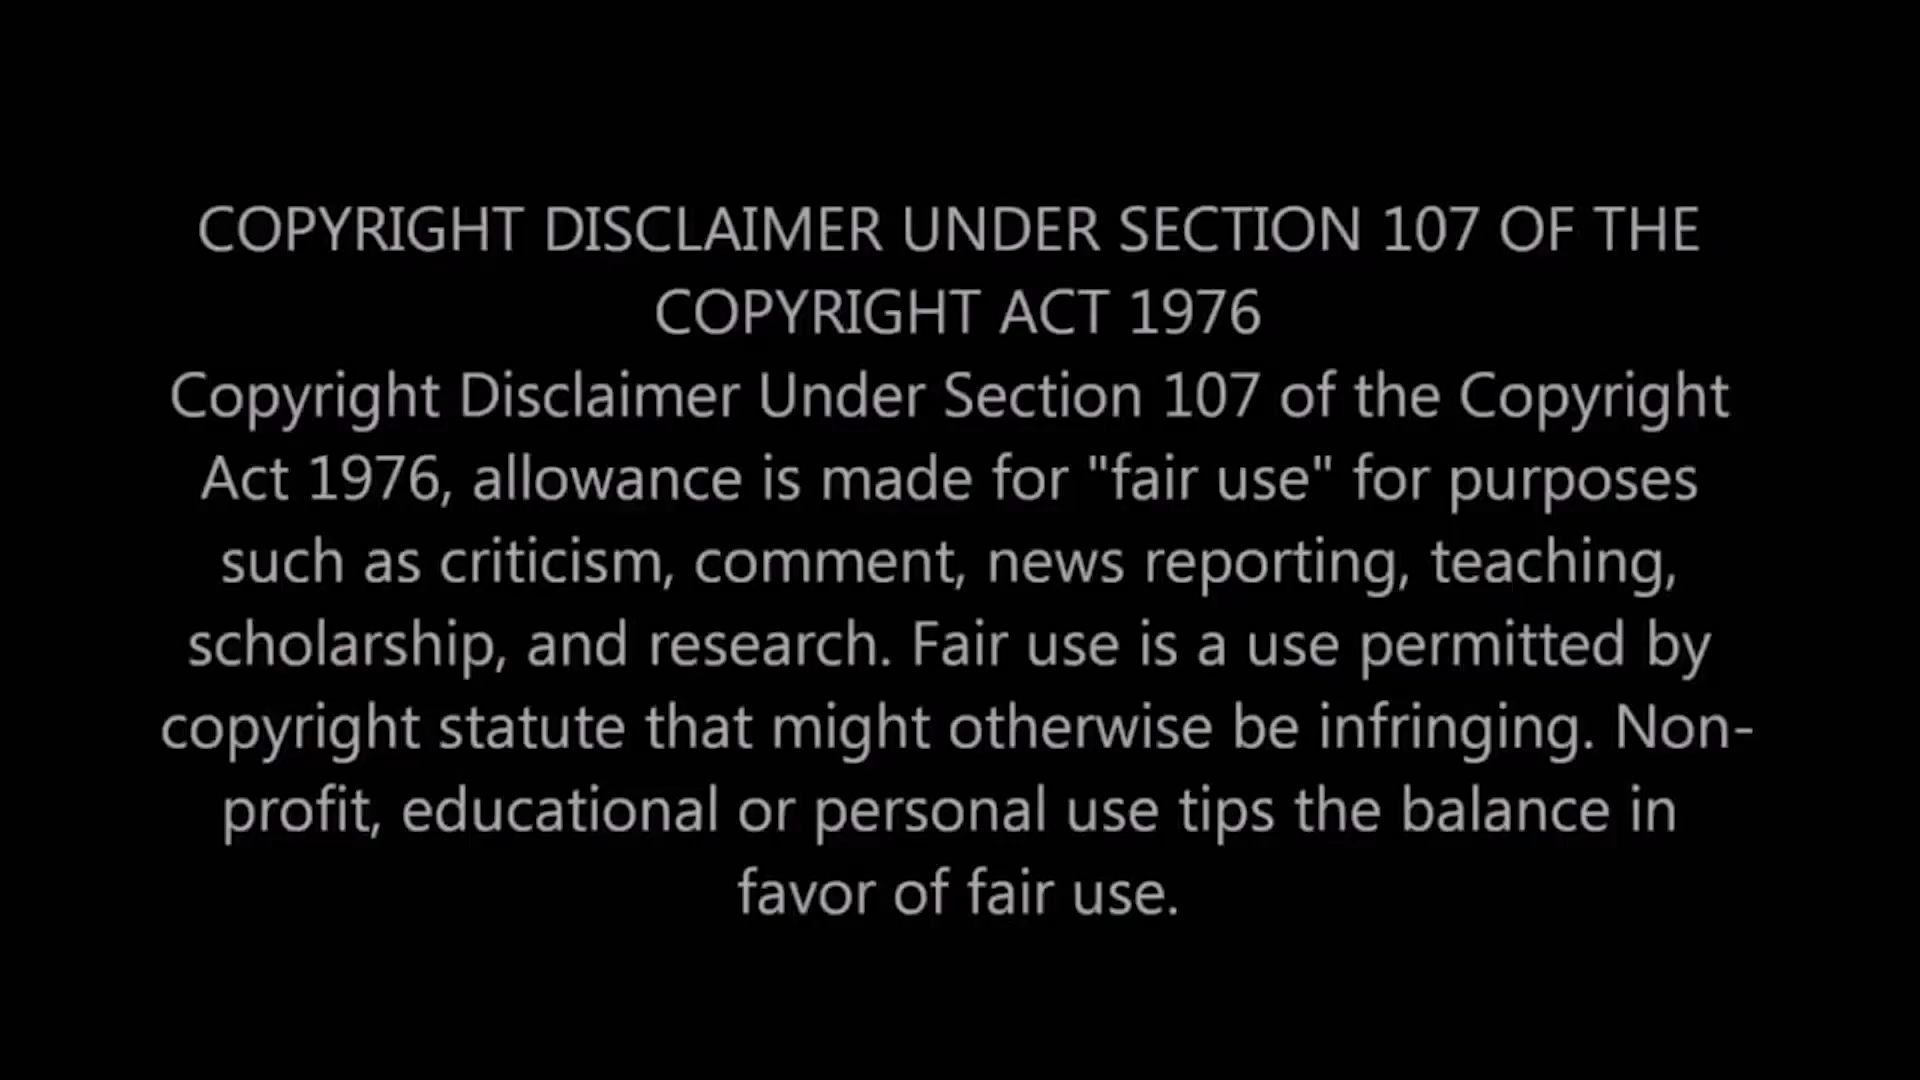 COPYRIGHT DISCLAIMER UNDER SECTION 107 OF THE
COPYRIGHT ACT 1976
Copyright Disclaimer Under Section 107 of the Copyright
Act 1976, allowance is made for "fair use" for purposes
such as criticism, comment, news reporting, teaching,
scholarship, and research. Fair use is a use permitted by
copyright statute that might otherwise be infringing. Non-
profit, educational or personal use tips the balance in
favor of fair use.